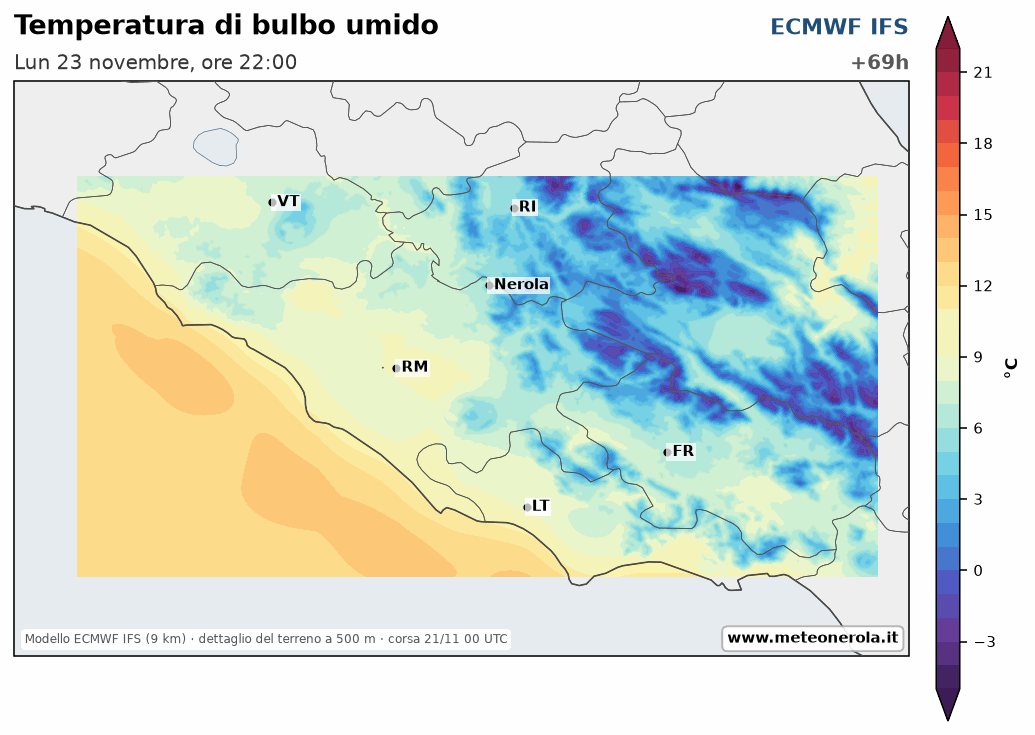 Temperatura di bulbo umido
ECMWF IFS
Lun 23 novembre, ore 22:00
+69h
VT
RI
Nerola
RM
FR
LT
21
18
15
12
9
6
3
0
−3
°C
Modello ECMWF IFS (9 km) · dettaglio del terreno a 500 m · corsa 21/11 00 UTC
www.meteonerola.it